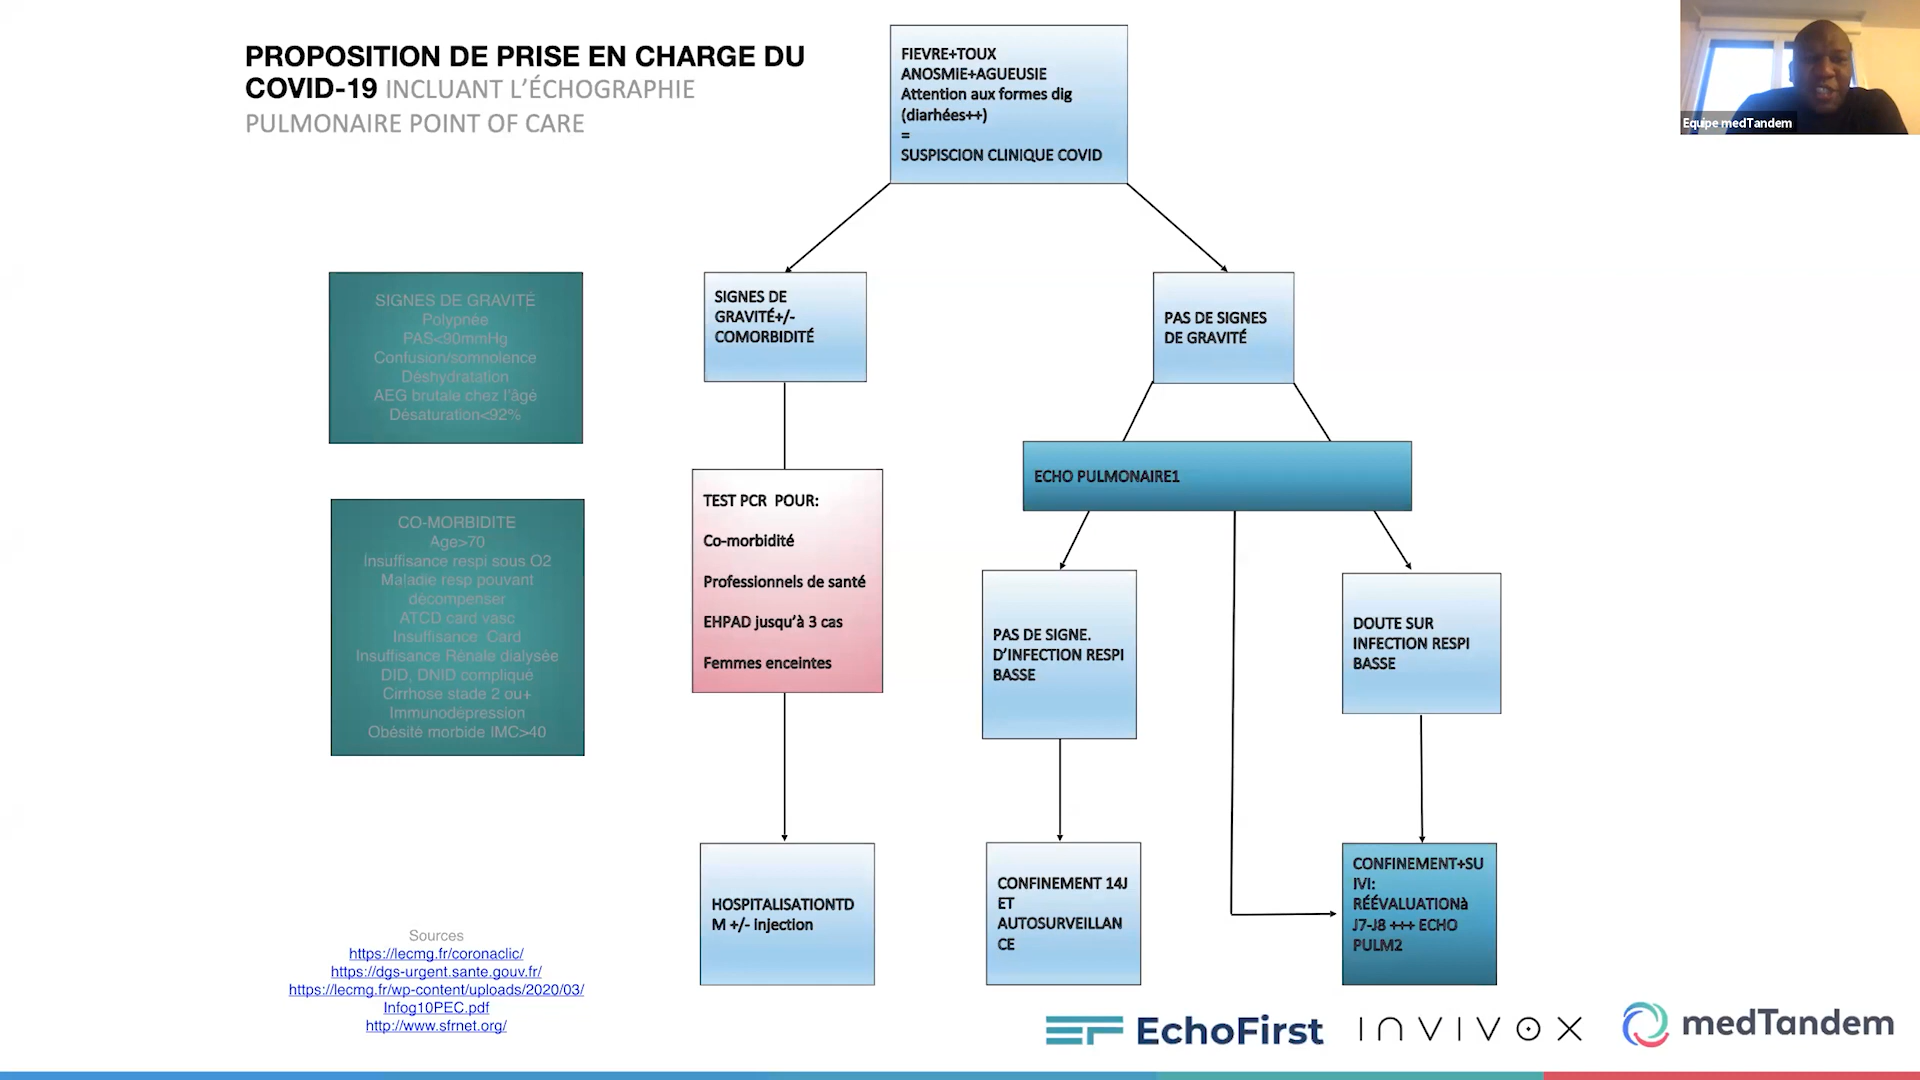 PROPOSITION DE PRISE EN CHARGE DU
COVID-19 INCLUANT L'ÉCHOGRAPHIE
PULMONAIRE POINT OF CARE
FIEVRE+TOUX
ANOSMIE+AGUEUSIE
Attention aux formes dig
(diarhées++)
=
SUSPISCION CLINIQUE COVID
Equipe medTandem
SIGNES DE GRAVITÉ
Polypnée
PAS<90mmHg
Confusion/somnolence
Déshydratation
AEG brutale chez l'âgé
Désaturation<92%
SIGNES DE
GRAVITÉ+/-
COMORBIDITÉ
PAS DE SIGNES
DE GRAVITÉ
ECHO PULMONAIRE1
CO-MORBIDITE
Age>70
Insuffisance respi sous O2
Maladie resp pouvant
décompenser
ATCD card vasc
Insuffisance Card
Insuffisance Rénale dialysée
DID, DNID compliqué
Cirrhose stade 2 ou+
Immunodépression
Obésité morbide IMC>40
TEST PCR POUR:
Co-morbidité
Professionnels de santé
EHPAD jusqu'à 3 cas
Femmes enceintes
PAS DE SIGNE.
D'INFECTION RESPI
BASSE
DOUTE SUR
INFECTION RESPI
BASSE
HOSPITALISATIONTD
M +/- injection
CONFINEMENT 14J
ET
AUTOSURVEILLAN
CE
CONFINEMENT+SU
IVI:
RÉÉVALUATIONà
J7-J8 +++ ECHO
PULM2
Sources
https://lecmg.fr/coronaclic/
https://dgs-urgent.sante.gouv.fr/
https://lecmg.fr/wp-content/uploads/2020/03/
Infog10PEC.pdf
http://www.sfrnet.org/
EchoFirst
INVIVOX
medTandem